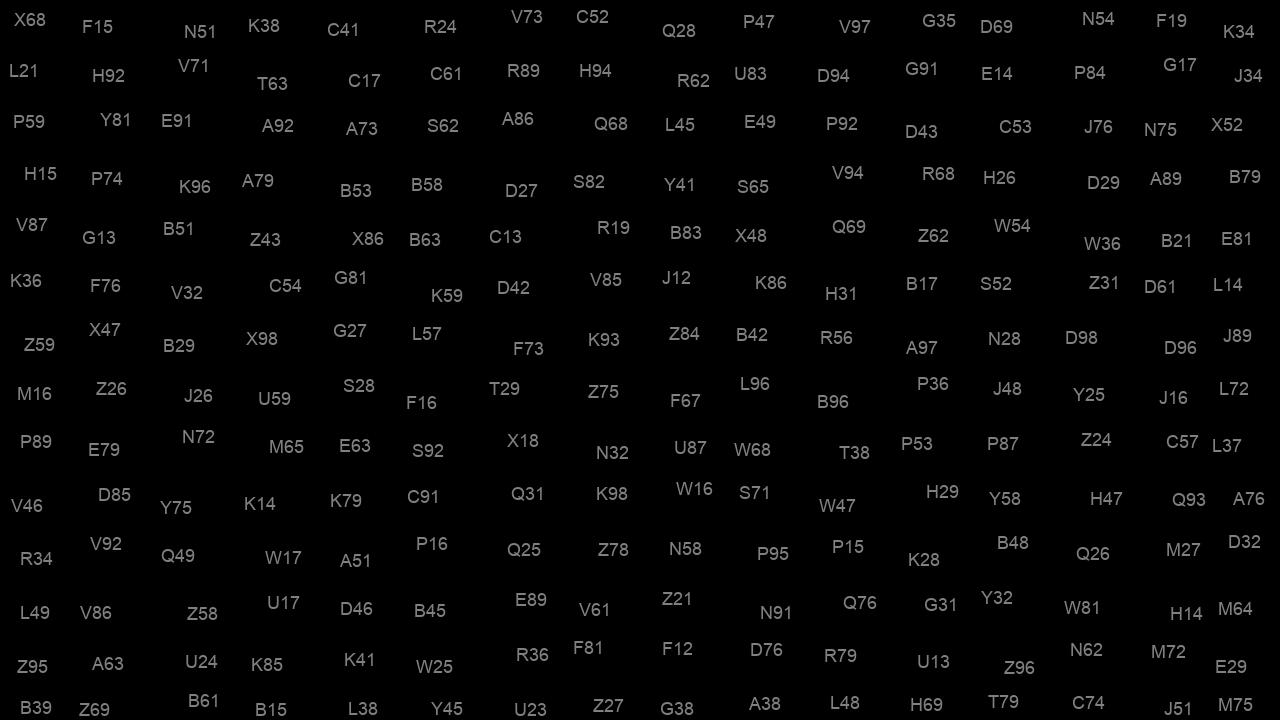 X68 F15 N51 K38 C41 R24 V73 C52 Q28 P47 V97 G35 D69 N54 F19 K34
L21 H92 V71 T63 C17 C61 R89 H94 R62 U83 D94 G91 E14 P84 G17 J34
P59 Y81 E91 A92 A73 S62 A86 Q68 L45 E49 P92 D43 C53 J76 N75 X52
H15 P74 K96 A79 B53 B58 D27 S82 Y41 S65 V94 R68 H26 D29 A89 B79
V87 G13 B51 Z43 X86 B63 C13 R19 B83 X48 Q69 Z62 W54 W36 B21 E81
K36 F76 V32 C54 G81 K59 D42 V85 J12 K86 H31 B17 S52 Z31 D61 L14
Z59 X47 B29 X98 G27 L57 F73 K93 Z84 B42 R56 A97 N28 D98 D96 J89
M16 Z26 J26 U59 S28 F16 T29 Z75 F67 L96 B96 P36 J48 Y25 J16 L72
P89 E79 N72 M65 E63 S92 X18 N32 U87 W68 T38 P53 P87 Z24 C57 L37
V46 D85 Y75 K14 K79 C91 Q31 K98 W16 S71 W47 H29 Y58 H47 Q93 A76
R34 V92 Q49 W17 A51 P16 Q25 Z78 N58 P95 P15 K28 B48 Q26 M27 D32
L49 V86 Z58 U17 D46 B45 E89 V61 Z21 N91 Q76 G31 Y32 W81 H14 M64
Z95 A63 U24 K85 K41 W25 R36 F81 F12 D76 R79 U13 Z96 N62 M72 E29
B39 Z69 B61 B15 L38 Y45 U23 Z27 G38 A38 L48 H69 T79 C74 J51 M75